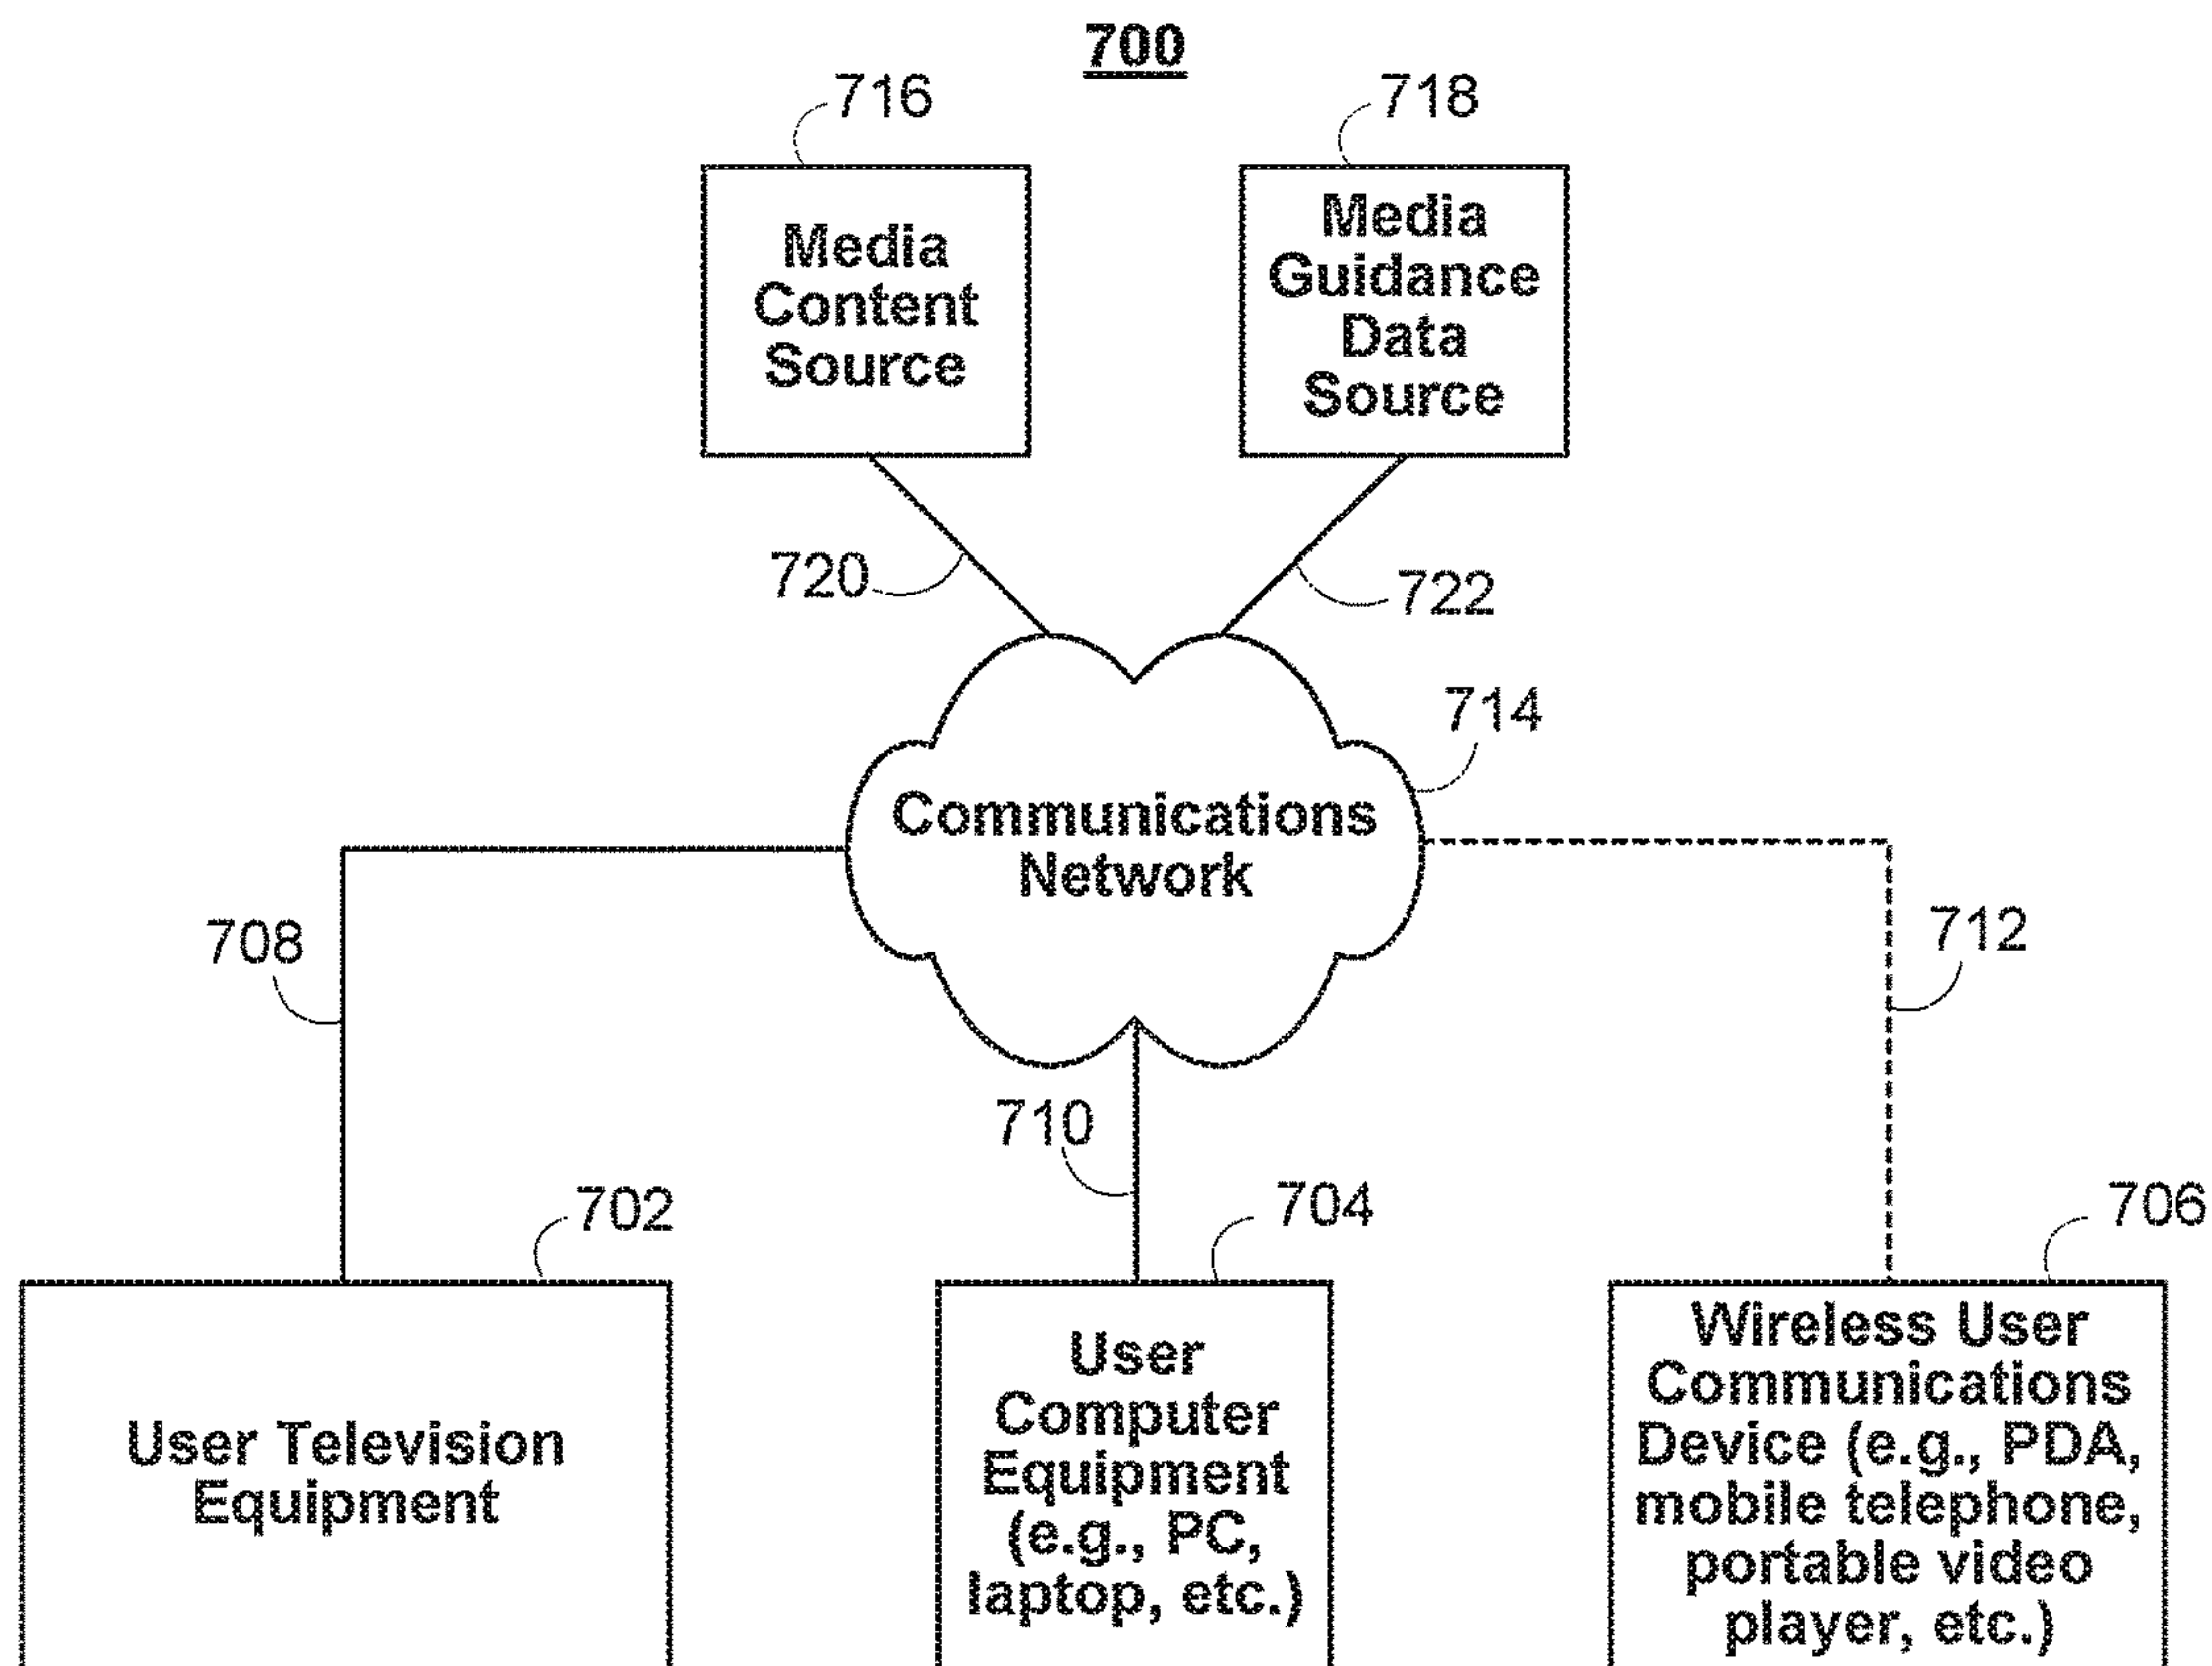 700
716
718
Media
Content
Source
Media
Guidance
Data
Source
720
722
714
Communications
Network
708
712
710
702
704
706
User Television
Equipment
User
Computer
Equipment
(e.g., PC,
laptop, etc.)
Wireless User
Communications
Device (e.g., PDA,
mobile telephone,
portable video
player, etc.)